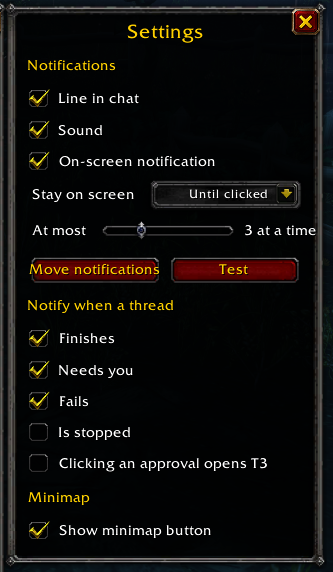 Settings
Notifications
Line in chat
Sound
On-screen notification
Stay on screen Until clicked
At most 3 at a time
Move notifications Test
Notify when a thread
Finishes
Needs you
Fails
Is stopped
Clicking an approval opens T3
Minimap
Show minimap button